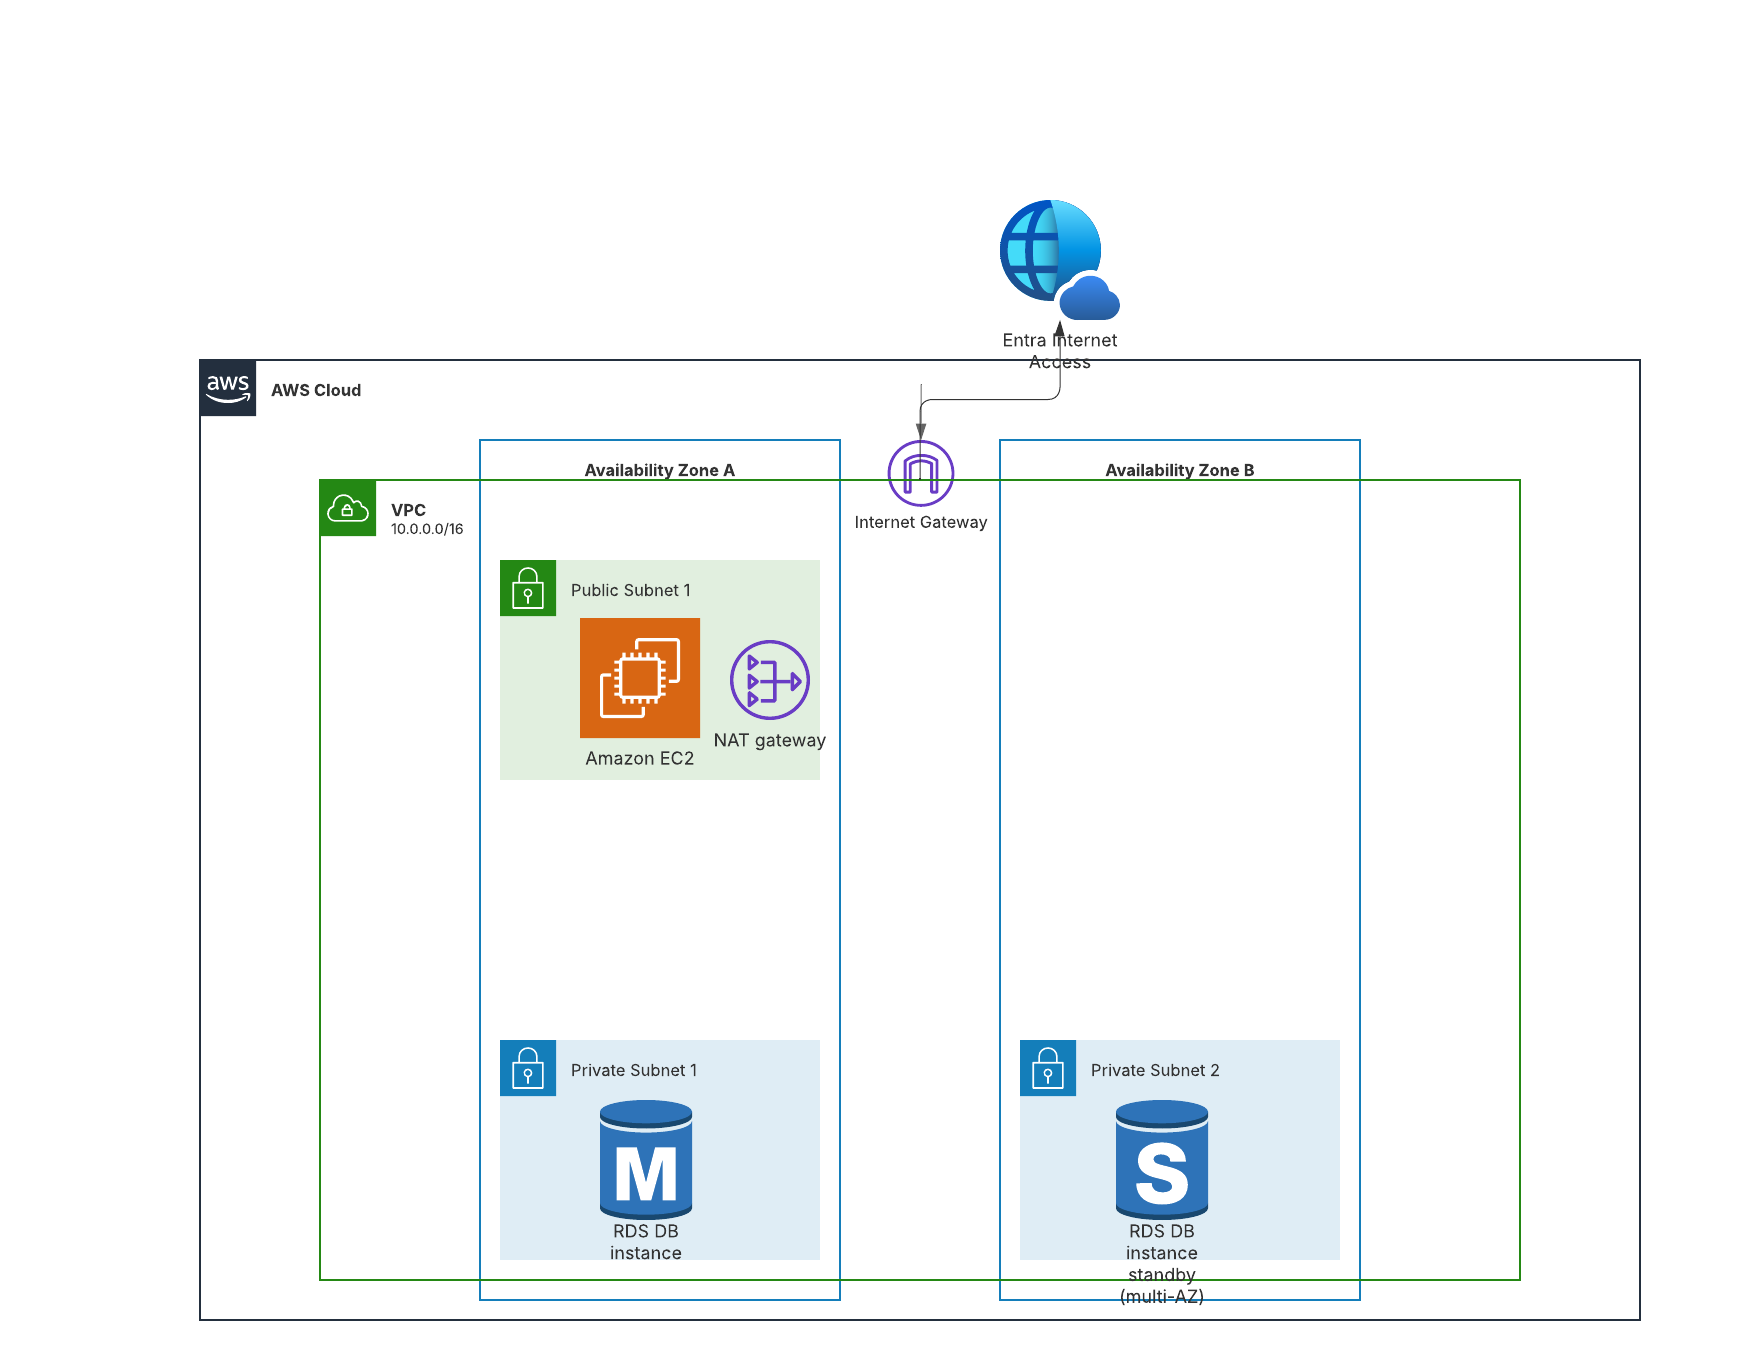 Entra Internet
Access
aws
AWS Cloud
Availability Zone A
Availability Zone B
VPC
10.0.0.0/16
Internet Gateway
Public Subnet 1
NAT gateway
Amazon EC2
Private Subnet 1
Private Subnet 2
M
S
RDS DB
instance
RDS DB
instance
standby
(multi-AZ)